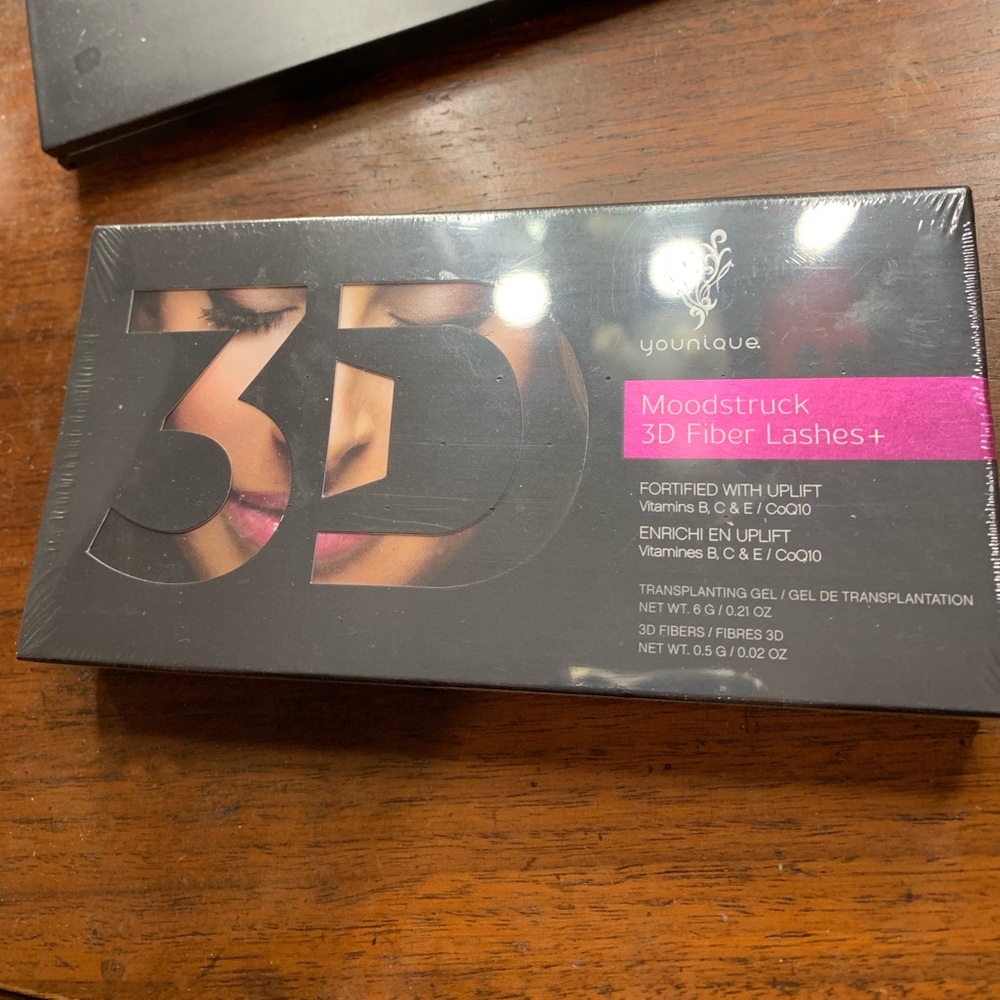 3D
younique.
Moodstruck
3D Fiber Lashes+
FORTIFIED WITH UPLIFT
Vitamins B, C & E / CoQ10
ENRICHI EN UPLIFT
Vitamines B, C & E / CoQ10
TRANSPLANTING GEL / GEL DE TRANSPLANTATION
NET WT. 6 G / 0.21 OZ
3D FIBERS / FIBRES 3D
NET WT. 0.5 G / 0.02 OZ